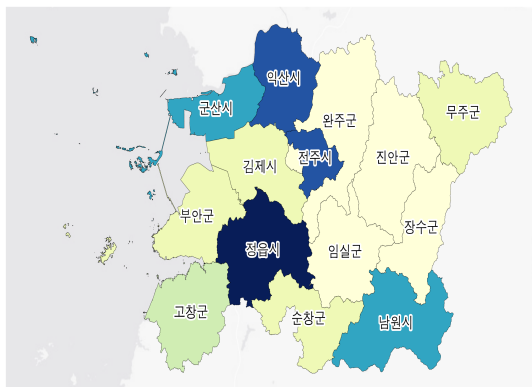 익산시
군산시
완주군
무주군
전주시
김제시
진안군
부안군
장수군
정읍시
임실군
고창군
순창군
남원시